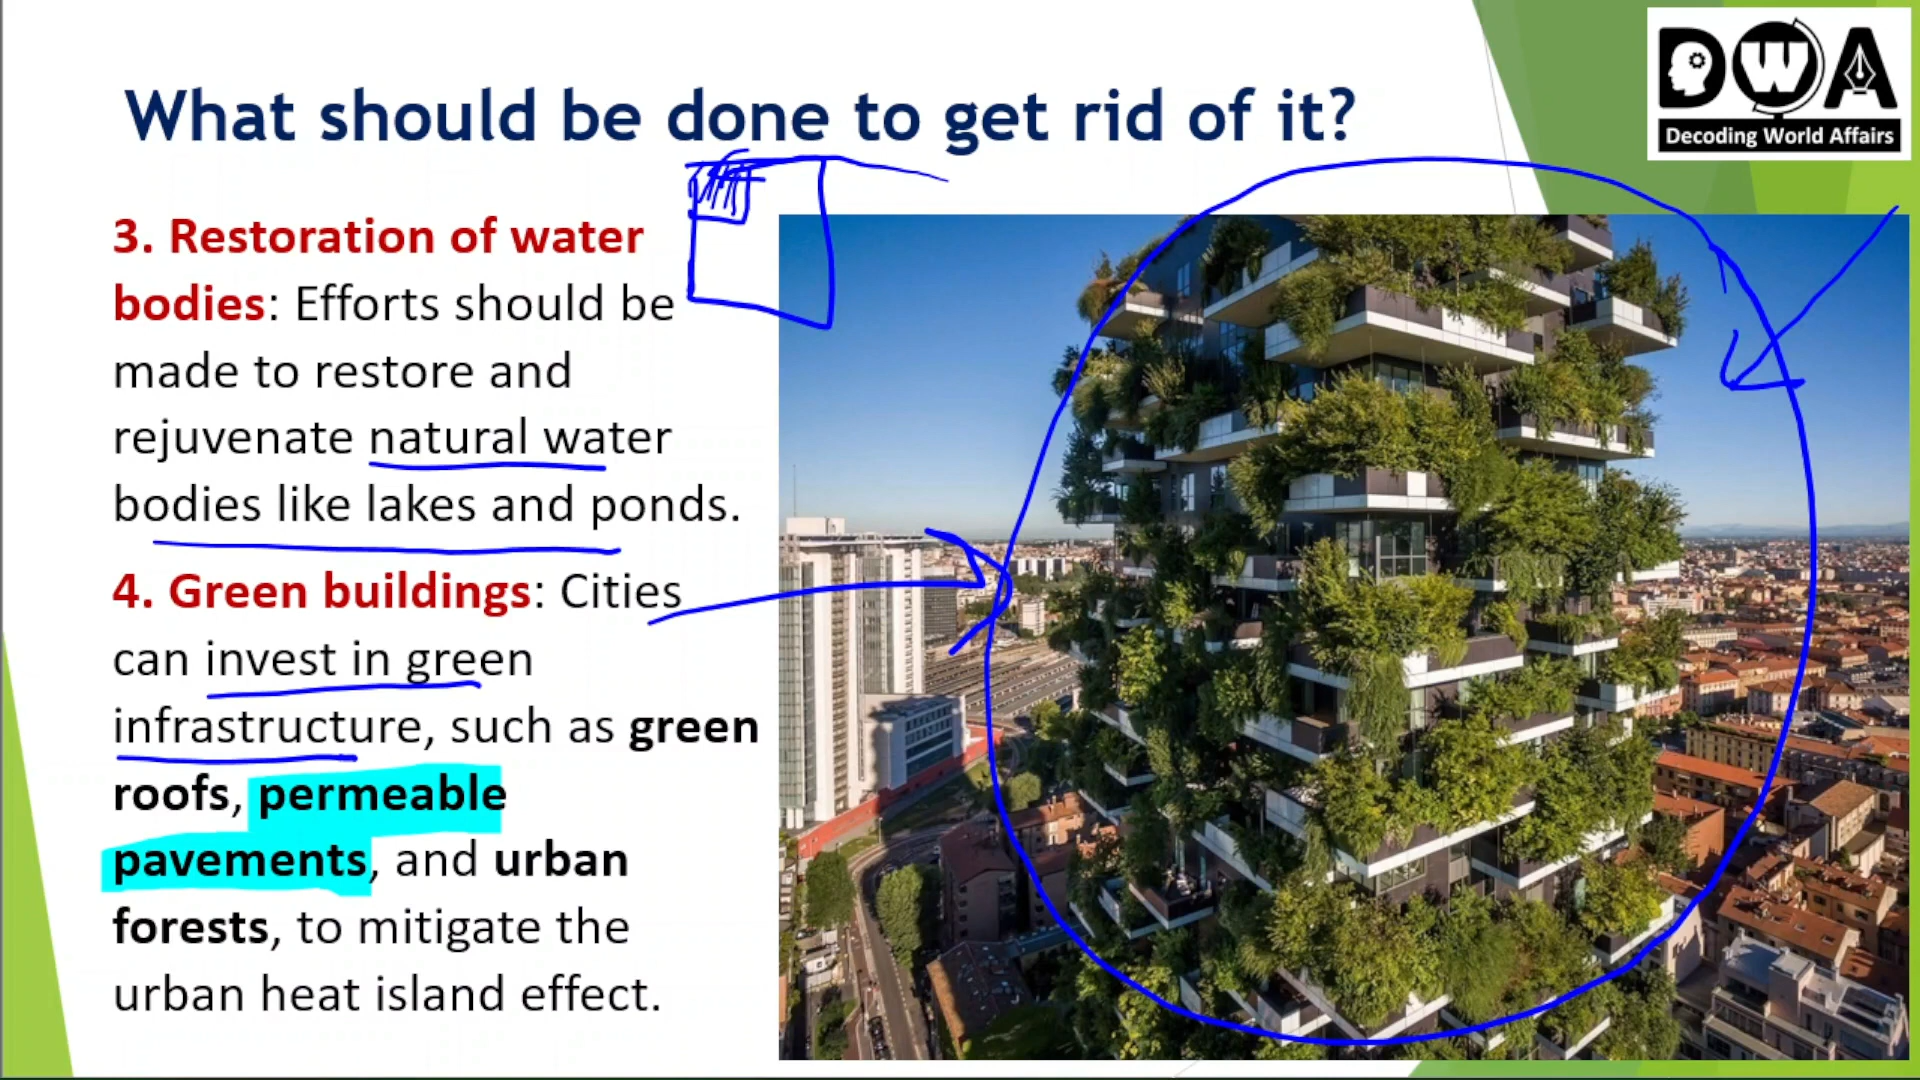 DWA
Decoding World Affairs
What should be done to get rid of it?
3. Restoration of water
bodies: Efforts should be
made to restore and
rejuvenate natural water
bodies like lakes and ponds.
4. Green buildings: Cities
can invest in green
infrastructure, such as green
roofs, permeable
pavements, and urban
forests, to mitigate the
urban heat island effect.